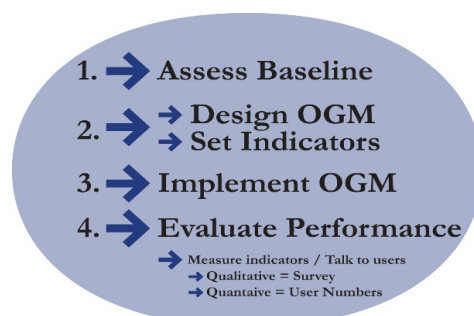 1. → Assess Baseline
2. → Design OGM
→ Set Indicators
3. → Implement OGM
4. → Evaluate Performance
→ Measure indicators / Talk to users
→ Qualitative = Survey
→ Quantaive = User Numbers